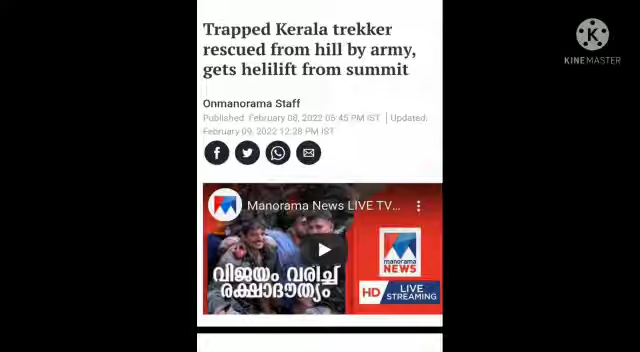 Trapped Kerala trekker
rescued from hill by army,
gets helilift from summit
K
KINEMASTER
Onmanorama Staff
Published: February 08, 2022 05:45 PM IST | Updated:
February 09, 2022 12:28 PM IST
Manorama News LIVE TV...
വിജയം വരിച്ച്
രക്ഷാദൗത്യം
manorama
NEWS
HD LIVE
STREAMING